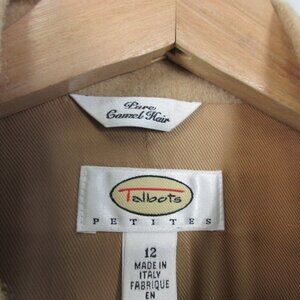 Pure
Camel Hair
Talbots
PETITES
12
MADE IN
ITALY
FABRIQUE
EN